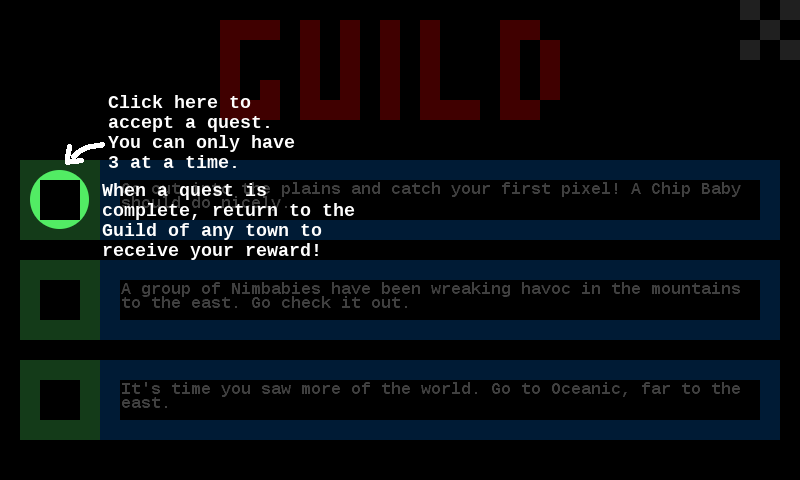 GUILD
Click here to
accept a quest.
You can only have
3 at a time.
When a quest is
complete, return to the
Guild of any town to
receive your reward!
the plains and catch your first pixel! A Chip Baby
should do nicely.
A group of Nimbabies have been wreaking havoc in the mountains
to the east. Go check it out.
It's time you saw more of the world. Go to Oceanic, far to the
east.